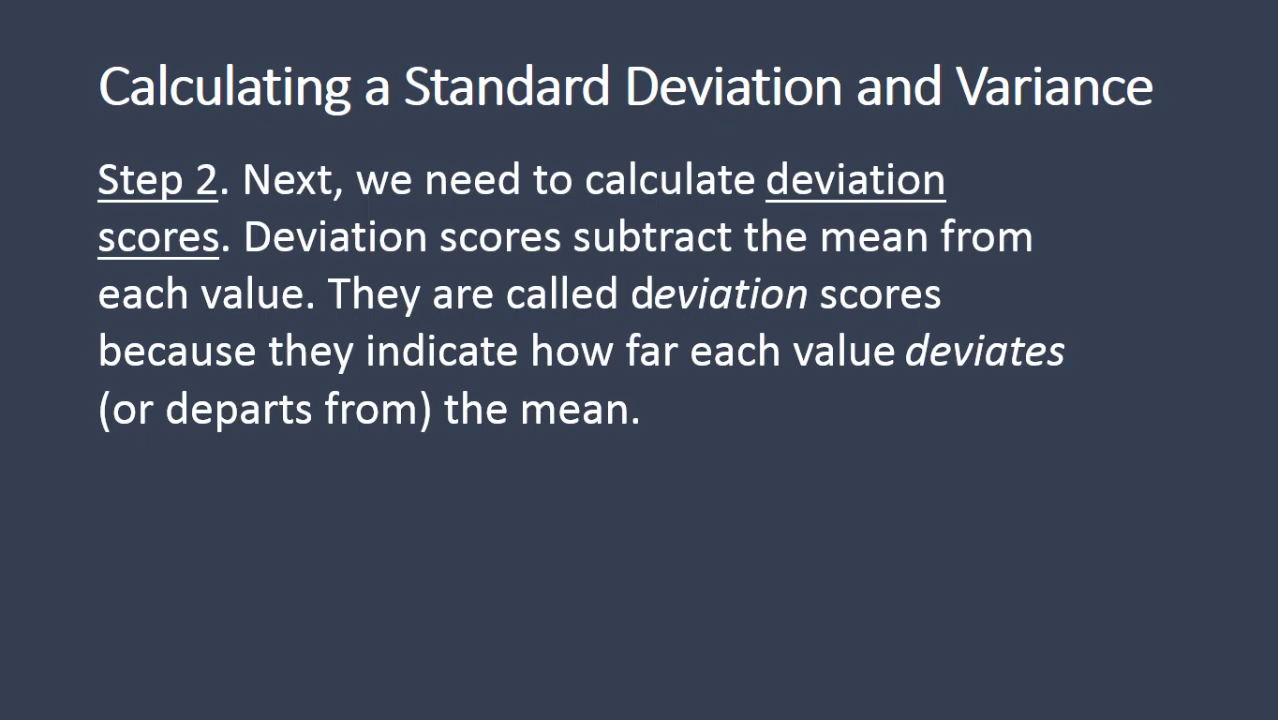 Calculating a Standard Deviation and Variance
Step 2. Next, we need to calculate deviation
scores. Deviation scores subtract the mean from
each value. They are called deviation scores
because they indicate how far each value deviates
(or departs from) the mean.